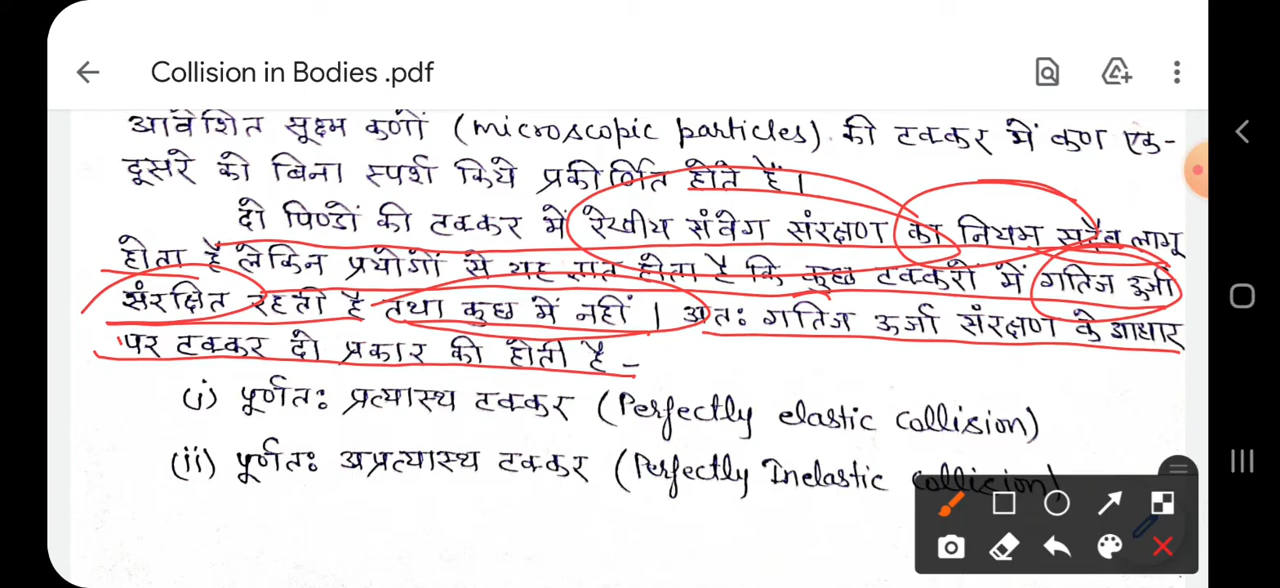 Collision in Bodies .pdf
आवेशित सूक्ष्म कणों (microscopic particles). की टक्कर में कण एक-
दूसरे को बिना स्पर्श किये प्रकीर्णित होते हैं।
दो पिण्डों की टक्कर में रेखीय संवेग संरक्षण का नियम सदैव लागू
होता है लेकिन प्रयोगों से यह ज्ञात होता है कि कुछ टक्करों में गतिज ऊर्जा
संरक्षित रहती है तथा कुछ में नहीं। अतः गतिज ऊर्जा संरक्षण के आधार
पर टक्कर दो प्रकार की होती है -
(i) पूर्णतः प्रत्यास्थ टक्कर (Perfectly elastic Collision)
(ii) पूर्णतः अप्रत्यास्थ टक्कर (Perfectly Inelastic Collision)